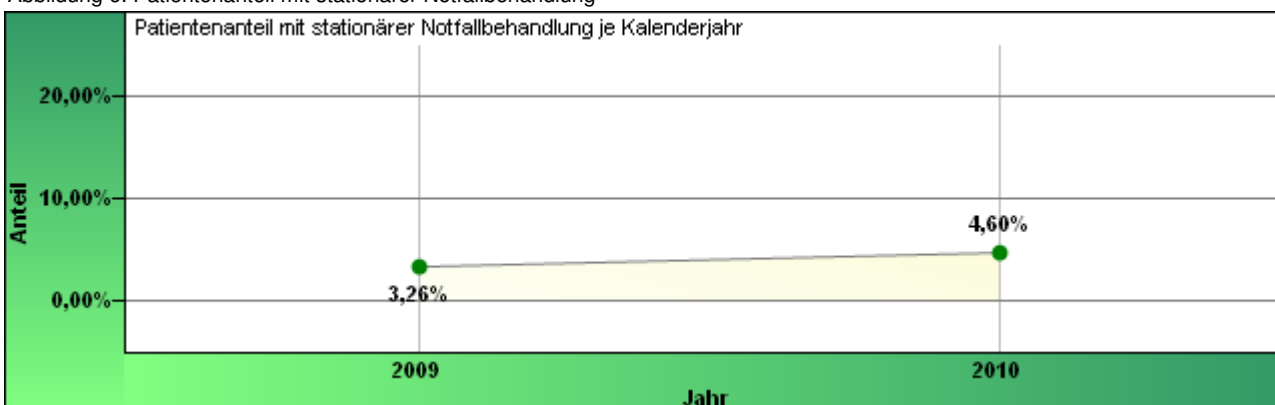 Abbildung 6: Patientenanteil mit stationärer Notfallbehandlung
Patientenanteil mit stationärer Notfallbehandlung je Kalenderjahr
20,00%
10,00%
0,00%
Anteil
3,26%
4,60%
2009
2010
Jahr